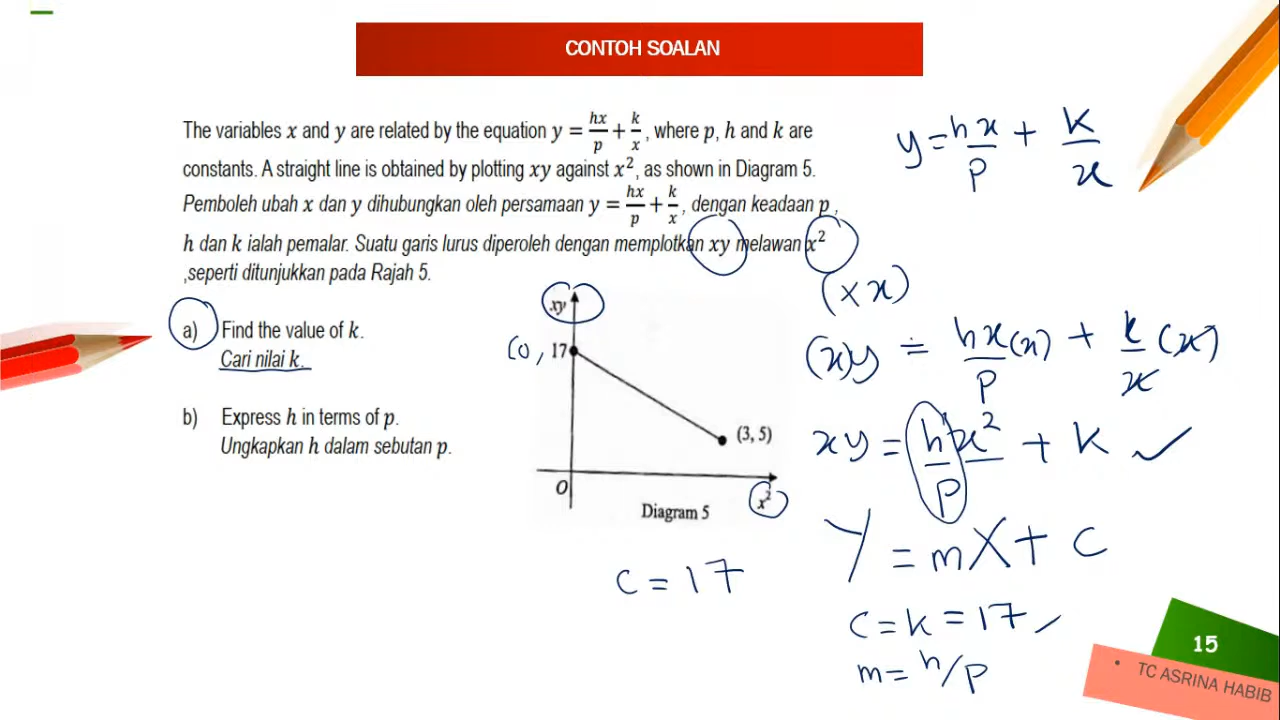 CONTOH SOALAN
The variables x and y are related by the equation y = hx/p + k/x, where p, h and k are
constants. A straight line is obtained by plotting xy against x², as shown in Diagram 5.
Pemboleh ubah x dan y dihubungkan oleh persamaan y = hx/p + k/x, dengan keadaan p ,
h dan k ialah pemalar. Suatu garis lurus diperoleh dengan memplotkan xy melawan x²
,seperti ditunjukkan pada Rajah 5.
a) Find the value of k.
Cari nilai k.
b) Express h in terms of p.
Ungkapkan h dalam sebutan p.
xy
(0, 17
(3, 5)
O
x²
Diagram 5
c = 17
y = hx/p + k/x
(× x)
(x)y = hx/p (x) + k/x (x)
xy = hx²/p + k ✓
Y = mX + c
c = k = 17 ✓
m = h/p
15
• TC ASRINA HABIB